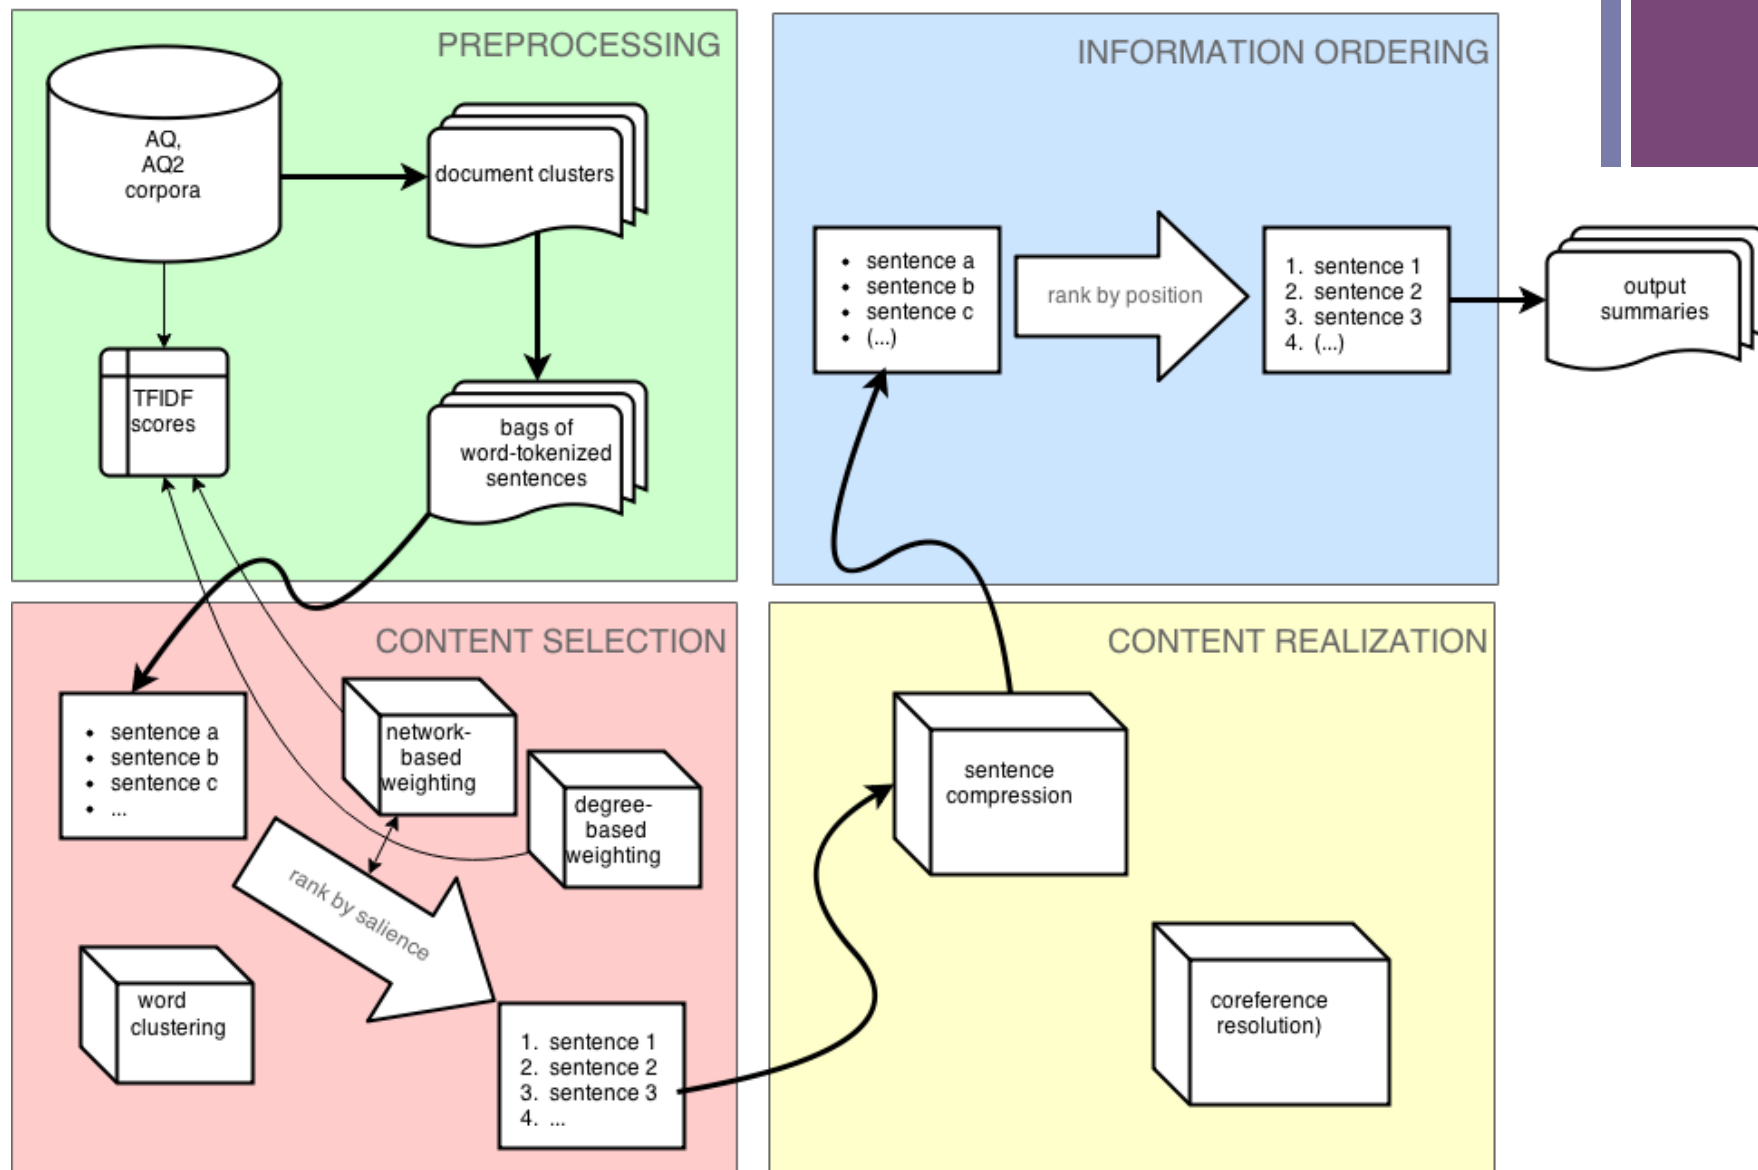 PREPROCESSING
AQ,
AQ2
corpora
document clusters
TFIDF
scores
bags of
word-tokenized
sentences
INFORMATION ORDERING
• sentence a
• sentence b
• sentence c
• (...)
rank by position
1. sentence 1
2. sentence 2
3. sentence 3
4. (...)
output
summaries
CONTENT SELECTION
• sentence a
• sentence b
• sentence c
• ...
network-
based
weighting
degree-
based
weighting
rank by salience
word
clustering
1. sentence 1
2. sentence 2
3. sentence 3
4. ...
CONTENT REALIZATION
sentence
compression
coreference
resolution)